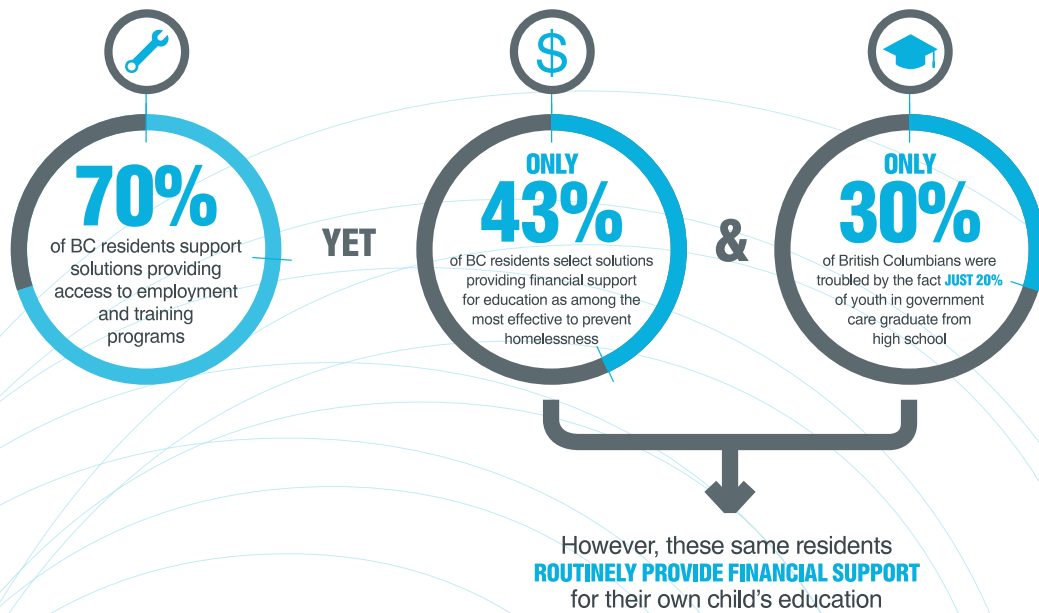 $
70%
of BC residents support
solutions providing
access to employment
and training
programs
YET
ONLY
43%
of BC residents select solutions
providing financial support
for education as among the
most effective to prevent
homelessness
&
ONLY
30%
of British Columbians were
troubled by the fact JUST 20%
of youth in government
care graduate from
high school
However, these same residents
ROUTINELY PROVIDE FINANCIAL SUPPORT
for their own child's education